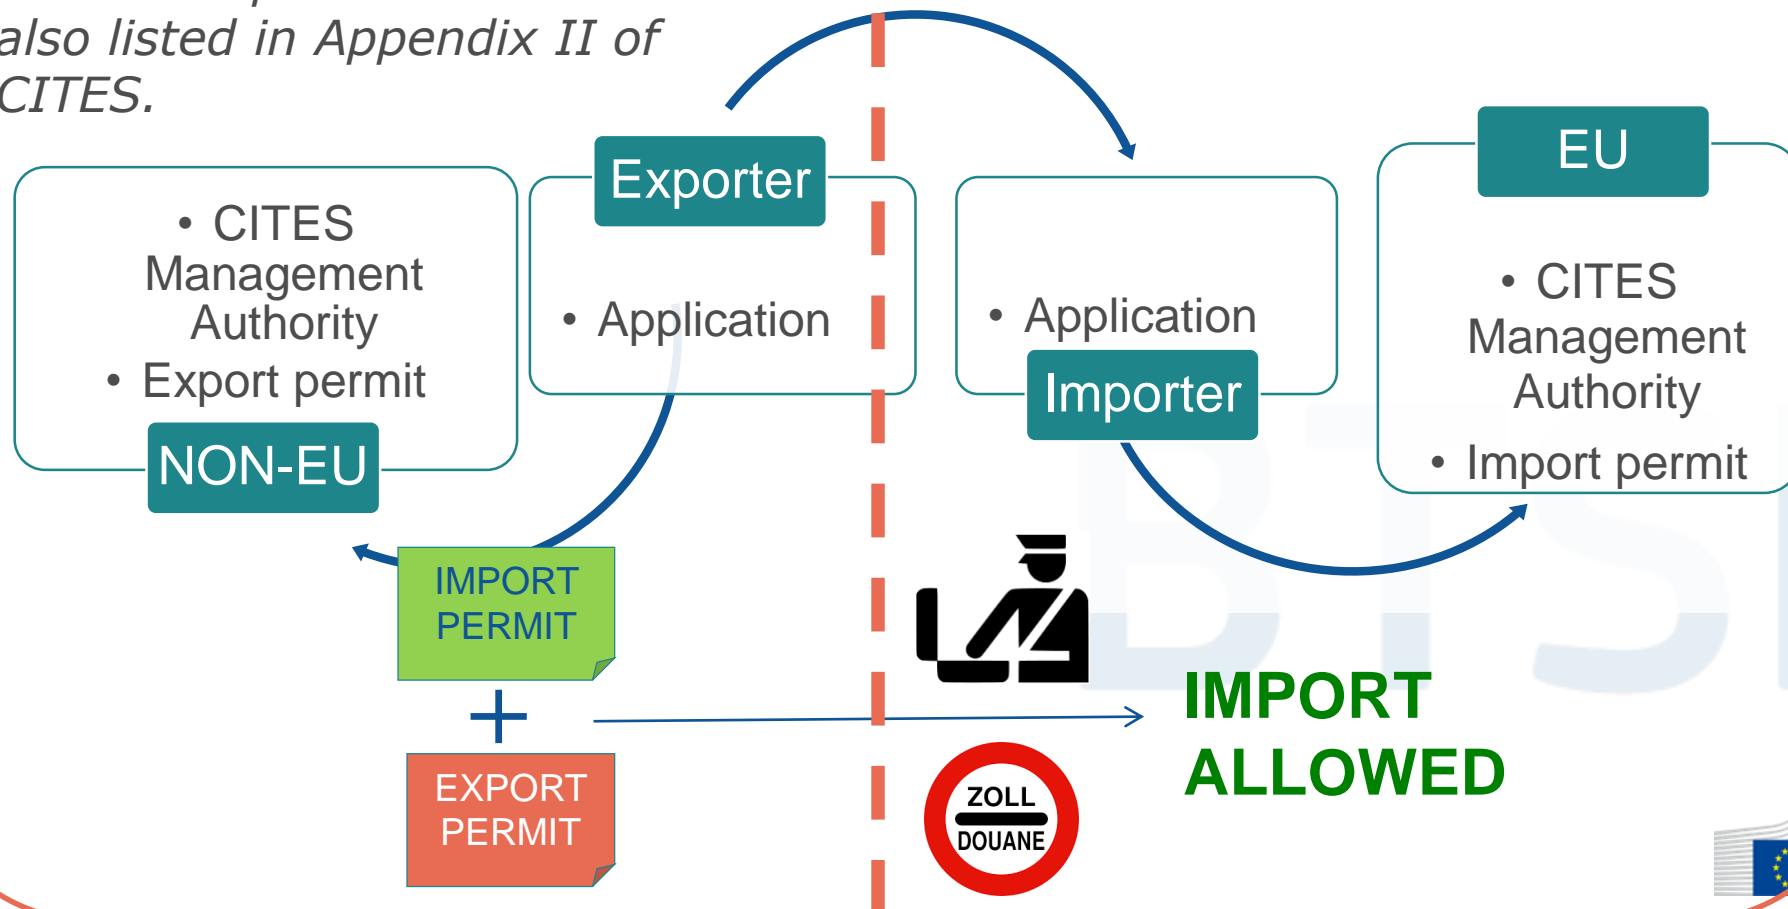 also listed in Appendix II of
CITES.
• CITES
Management
Authority
• Export permit
NON-EU
Exporter
• Application
• Application
Importer
EU
• CITES
Management
Authority
• Import permit
IMPORT
PERMIT
+
EXPORT
PERMIT
ZOLL
DOUANE
IMPORT
ALLOWED